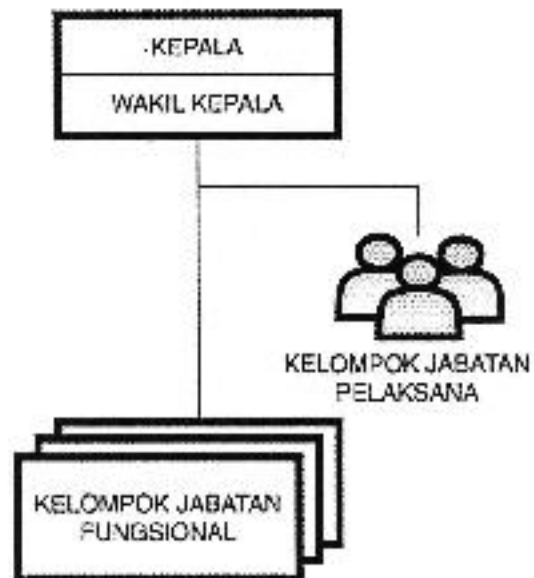 KEPALA
WAKIL KEPALA
KELOMPOK JABATAN
PELAKSANA
KELOMPOK JABATAN
FUNGSIONAL